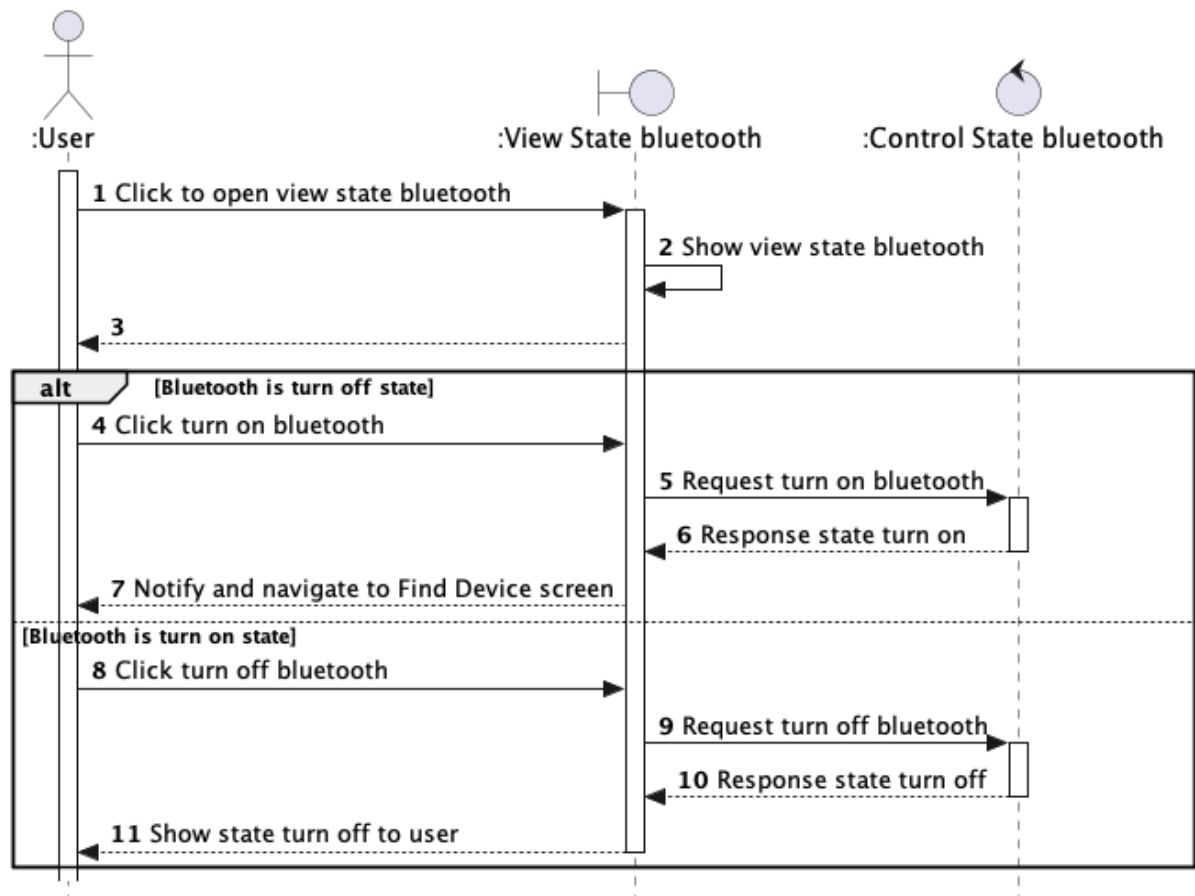 :User
:View State bluetooth
:Control State bluetooth
1 Click to open view state bluetooth
2 Show view state bluetooth
3
alt [Bluetooth is turn off state]
4 Click turn on bluetooth
5 Request turn on bluetooth
6 Response state turn on
7 Notify and navigate to Find Device screen
[Bluetooth is turn on state]
8 Click turn off bluetooth
9 Request turn off bluetooth
10 Response state turn off
11 Show state turn off to user